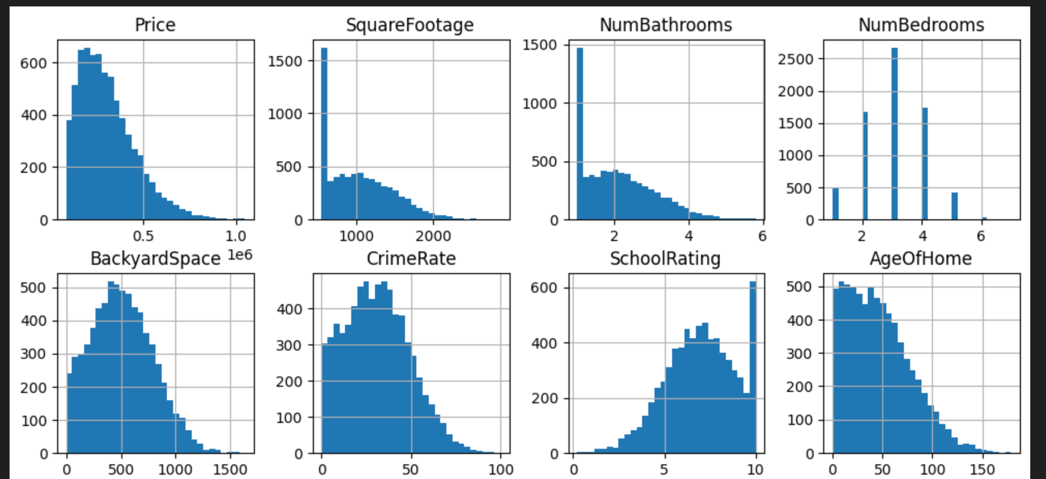 Price SquareFootage NumBathrooms NumBedrooms
600 1500 1500 2500
400 1000 1000 2000
200 500 500 1500
0 0 0 1000
500
0
0.5 1.0 1000 2000 2 4 6 2 4 6
1e6
BackyardSpace CrimeRate SchoolRating AgeOfHome
500 400 600 500
400 300 400 400
300 200 200 300
200 100 0 200
100 0 100
0 0
0 500 1000 1500 0 50 100 0 5 10 0 50 100 150